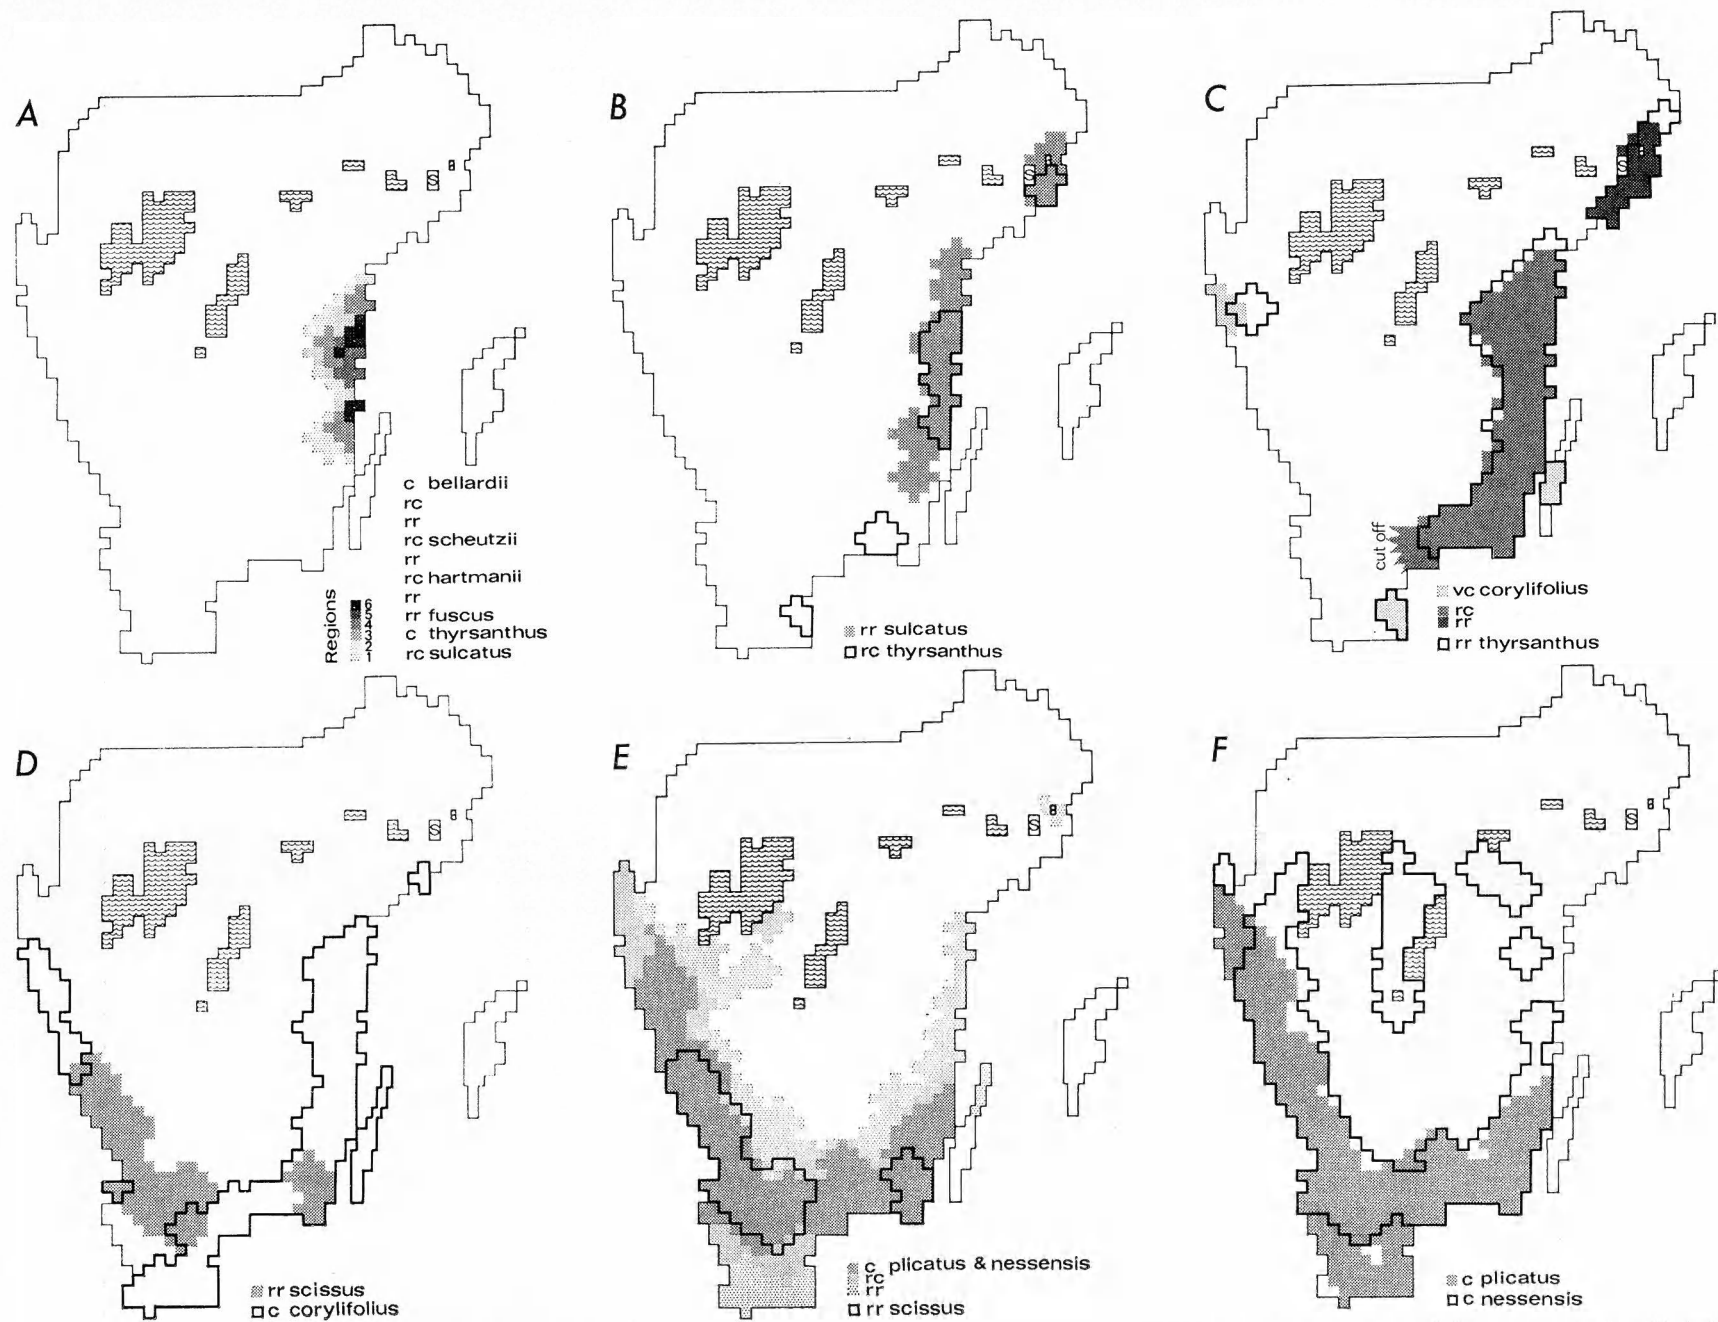 A
B
C
S
S
S
c bellardii
rc
rr
rc scheutzii
rr
rc hartmanii
rr
rr fuscus
c thyrsanthus
rc sulcatus
Regions
6
5
4
3
2
1
rr sulcatus
rc thyrsanthus
cut off
vc corylifolius
rc
rr
rr thyrsanthus
D
E
F
S
S
S
rr scissus
c corylifolius
c plicatus & nessensis
rc
rr
rr scissus
c plicatus
c nessensis